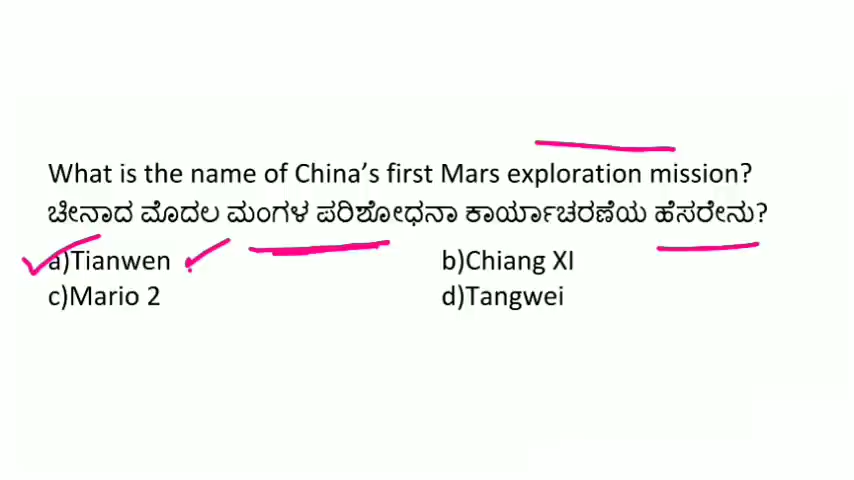 What is the name of China's first Mars exploration mission?
ಚೀನಾದ ಮೊದಲ ಮಂಗಳ ಪರಿಶೋಧನಾ ಕಾರ್ಯಾಚರಣೆಯ ಹೆಸರೇನು?
a)Tianwen b)Chiang XI
c)Mario 2 d)Tangwei